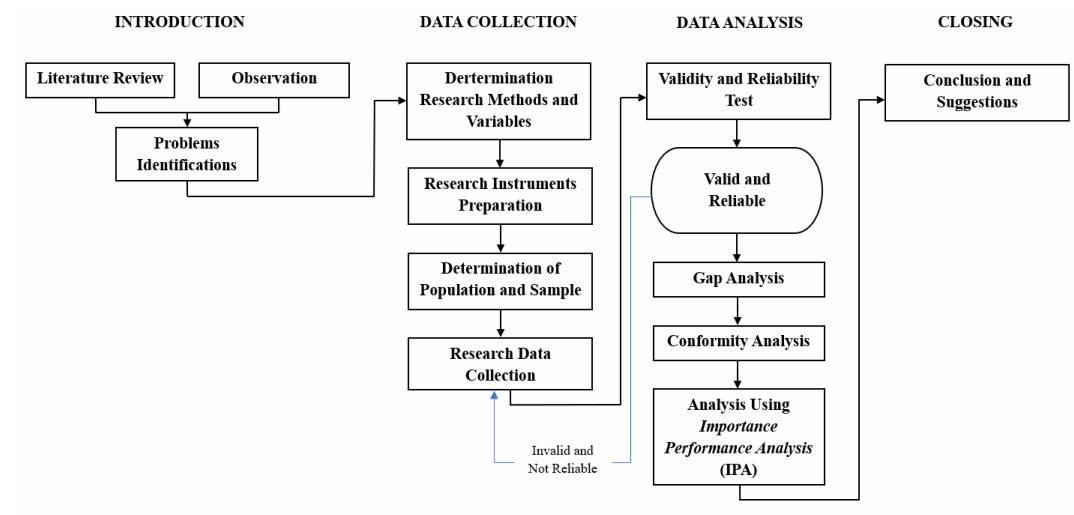 INTRODUCTION
Literature Review
Observation
Problems
Identifications
DATA COLLECTION
Dertermination
Research Methods and
Variables
Research Instruments
Preparation
Determination of
Population and Sample
Research Data
Collection
Invalid and
Not Reliable
DATA ANALYSIS
Validity and Reliability
Test
Valid and
Reliable
Gap Analysis
Conformity Analysis
Analysis Using
Importance
Performance Analysis
(IPA)
CLOSING
Conclusion and
Suggestions